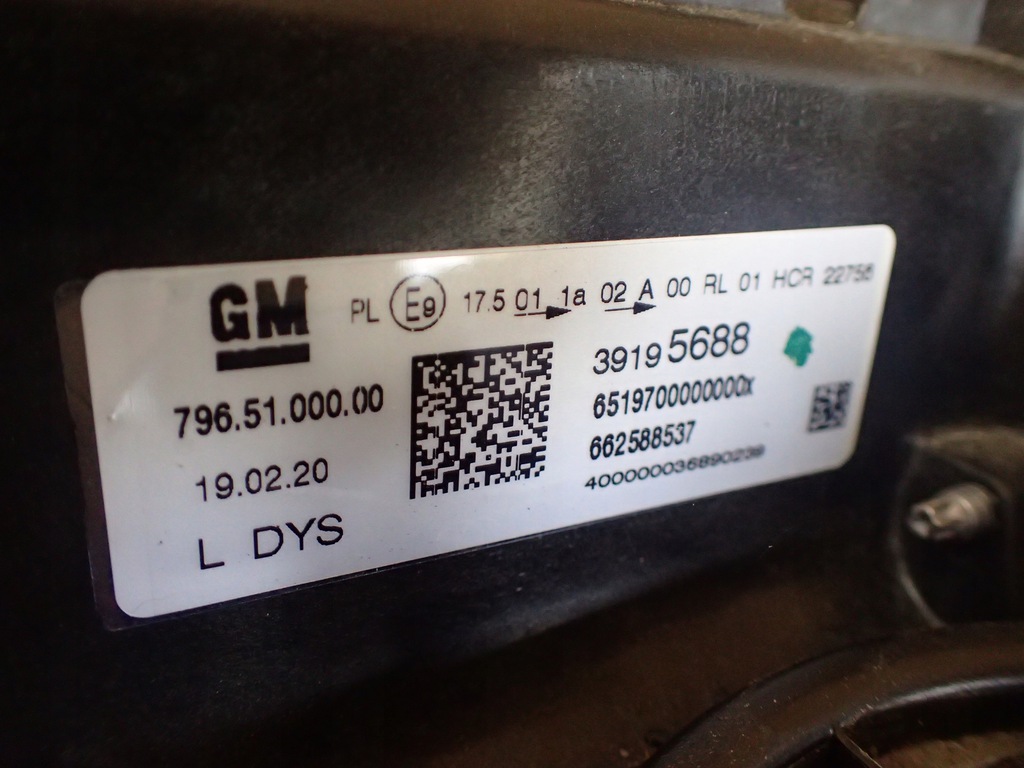 GM
PL E9 17.5 01 1a 02 A 00 RL 01 HCR 22756
39195688
796.51.000.00
6519700000000x
662588537
19.02.20
400000036890239
L DYS